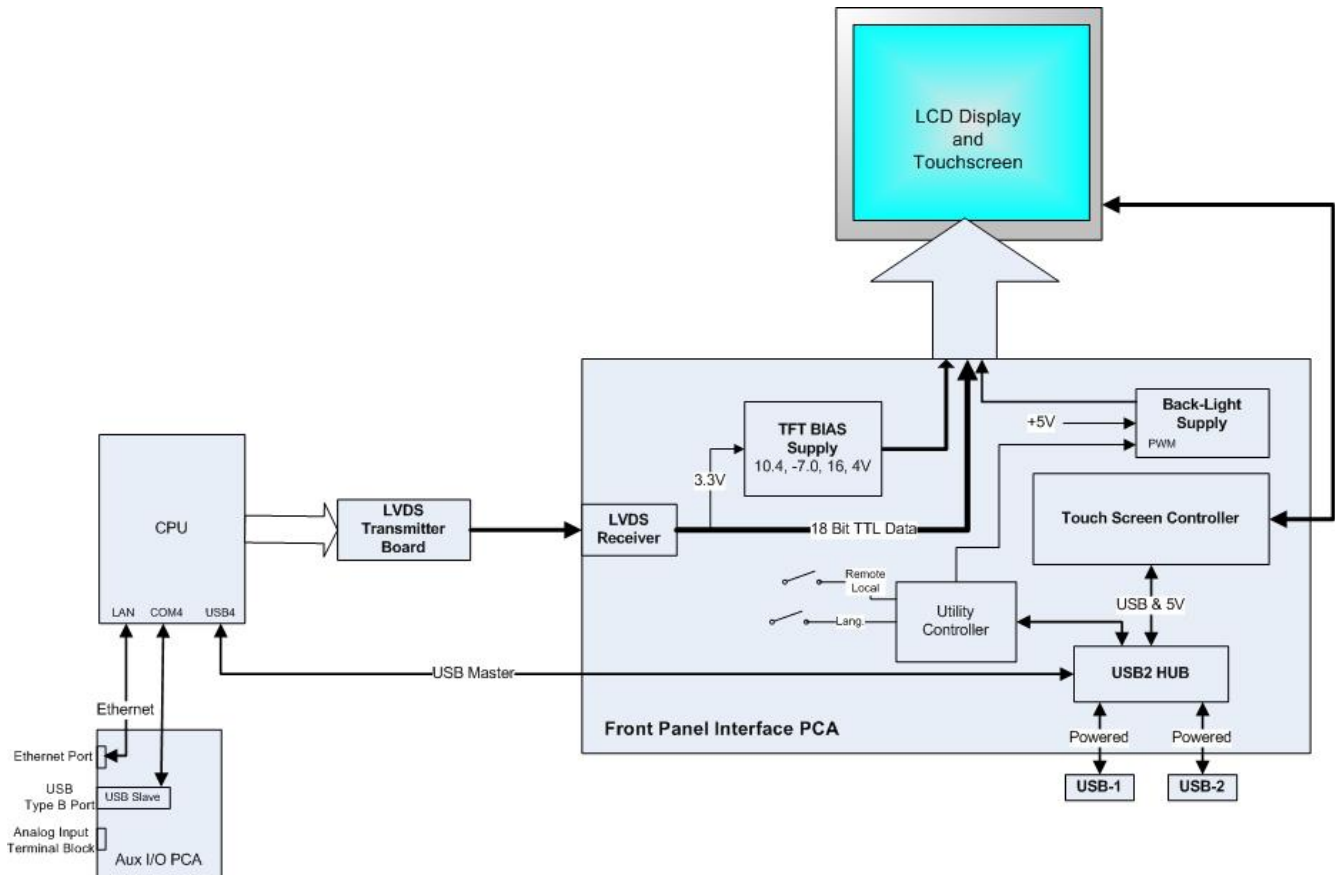 LCD Display
and
Touchscreen
Back-Light
Supply
+5V
PWM
TFT BIAS
Supply
10.4, -7.0, 16, 4V
3.3V
CPU
LVDS
Transmitter
Board
LVDS
Receiver
18 Bit TTL Data
Touch Screen Controller
Remote
Local
Lang.
Utility
Controller
USB & 5V
LAN
COM4
USB4
USB Master
USB2 HUB
Ethernet
Front Panel Interface PCA
Powered
Powered
USB-1
USB-2
Ethernet Port
USB
Type B Port
USB Slave
Analog Input
Terminal Block
Aux I/O PCA